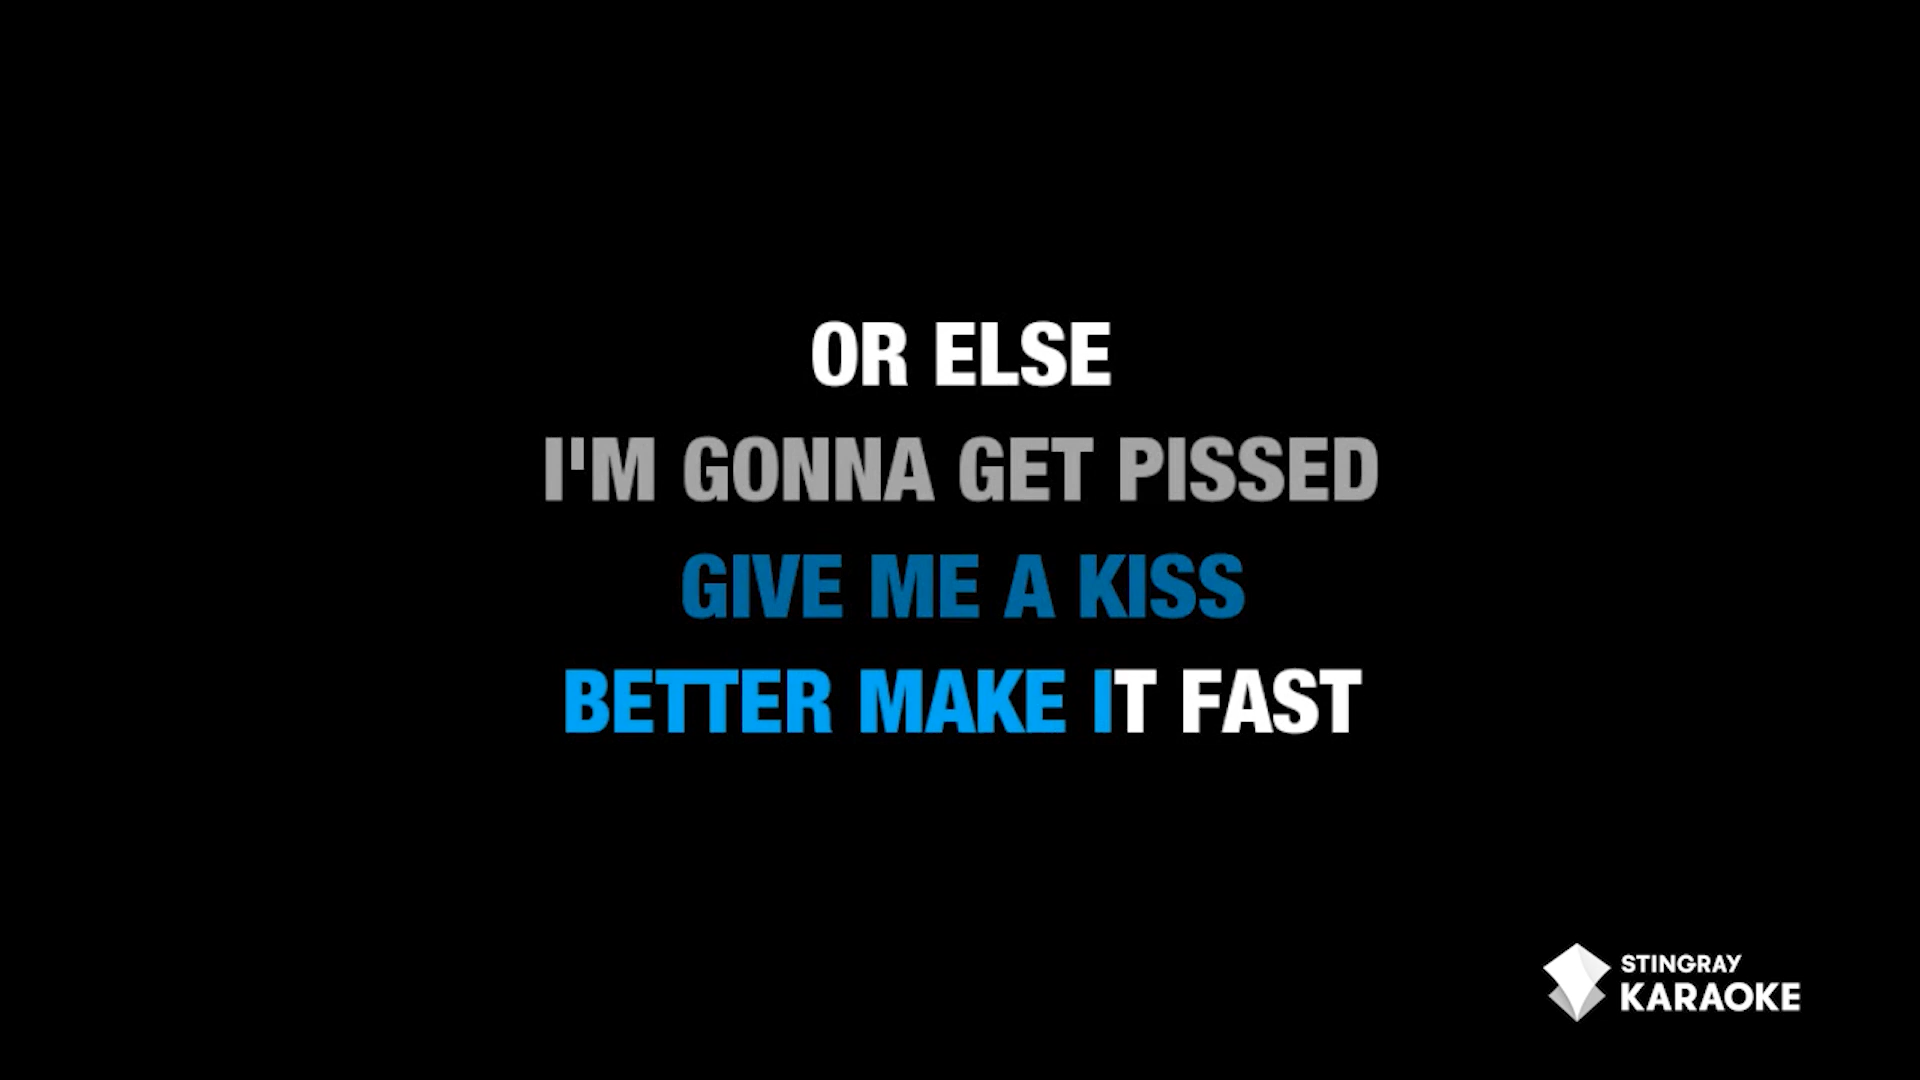 OR ELSE
I'M GONNA GET PISSED
GIVE ME A KISS
BETTER MAKE IT FAST
STINGRAY
KARAOKE